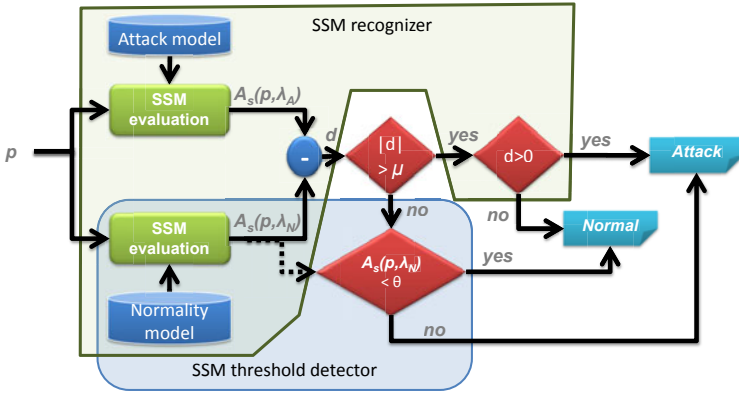 SSM recognizer
Attack model
SSM
evaluation
A_s(p,λ_A)
p
-
d
|d|
> μ
yes
d>0
yes
Attack
no
no
Normal
SSM
evaluation
A_s(p,λ_N)
A_s(p,λ_N)
< θ
yes
no
Normality
model
SSM threshold detector